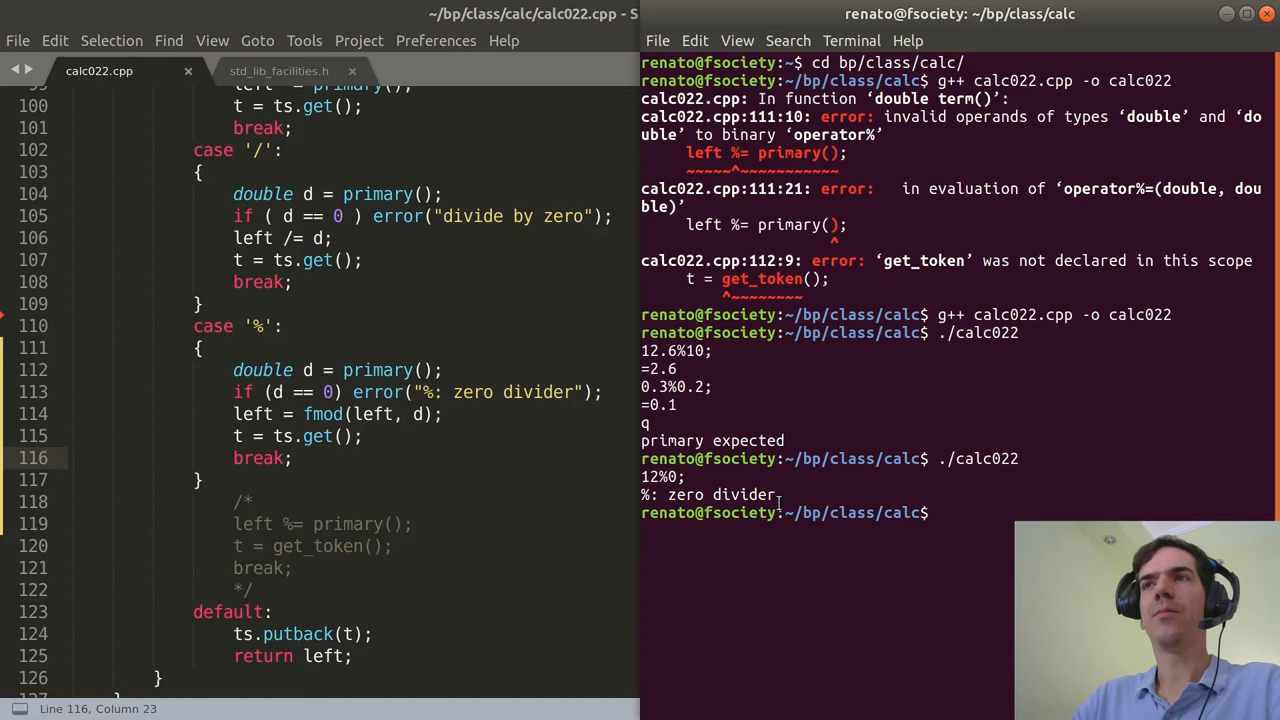 ~/bp/class/calc/calc022.cpp - S
File Edit Selection Find View Goto Tools Project Preferences Help
calc022.cpp × std_lib_facilities.h ×
left = primary();
100 t = ts.get();
101 break;
102 case '/':
103 {
104 double d = primary();
105 if ( d == 0 ) error("divide by zero");
106 left /= d;
107 t = ts.get();
108 break;
109 }
110 case '%':
111 {
112 double d = primary();
113 if (d == 0) error("%: zero divider");
114 left = fmod(left, d);
115 t = ts.get();
116 break;
117 }
118 /*
119 left %= primary();
120 t = get_token();
121 break;
122 */
123 default:
124 ts.putback(t);
125 return left;
126 }
Line 116, Column 23
renato@fsociety: ~/bp/class/calc
File Edit View Search Terminal Help
renato@fsociety:~$ cd bp/class/calc/
renato@fsociety:~/bp/class/calc$ g++ calc022.cpp -o calc022
calc022.cpp: In function ‘double term()’:
calc022.cpp:111:10: error: invalid operands of types ‘double’ and ‘do
uble’ to binary ‘operator%’
left %= primary();
~~~~~^~~~~~~~~~~~
calc022.cpp:111:21: error:   in evaluation of ‘operator%=(double, dou
ble)’
left %= primary();
^
calc022.cpp:112:9: error: ‘get_token’ was not declared in this scope
t = get_token();
^~~~~~~~~
renato@fsociety:~/bp/class/calc$ g++ calc022.cpp -o calc022
renato@fsociety:~/bp/class/calc$ ./calc022
12.6%10;
=2.6
0.3%0.2;
=0.1
q
primary expected
renato@fsociety:~/bp/class/calc$ ./calc022
12%0;
%: zero divider
renato@fsociety:~/bp/class/calc$